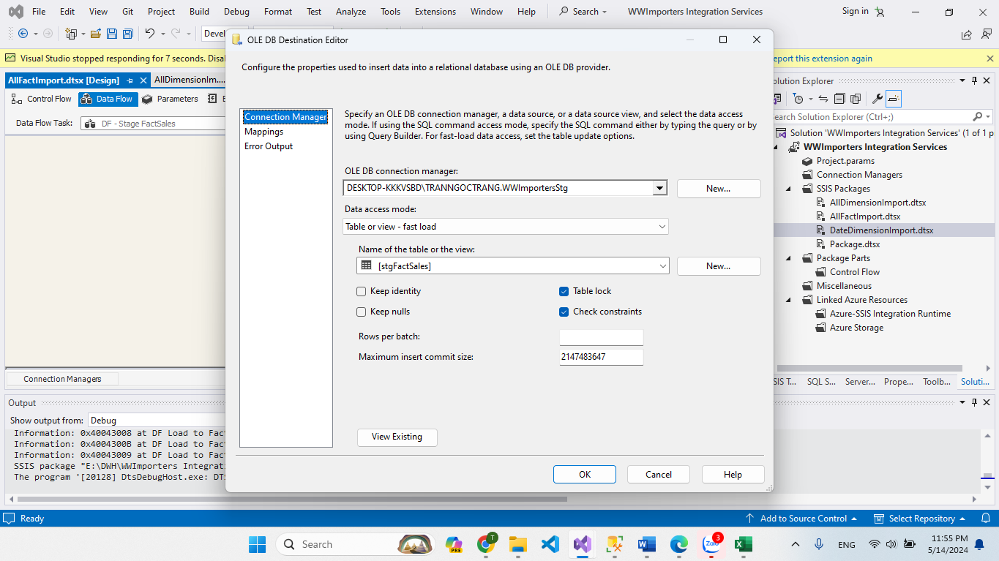 File Edit View Git Project Build Debug Format Test Analyze Tools Extensions Window Help Search WWImporters Integration Services Sign in
Visual Studio stopped responding for 7 seconds.
eport this extension again
AllFactImport.dtsx [Design] AllDimensionIm...
Control Flow Data Flow Parameters
Data Flow Task: DF - Stage FactSales
Connection Managers
OLE DB Destination Editor
Configure the properties used to insert data into a relational database using an OLE DB provider.
Connection Manager
Mappings
Error Output
Specify an OLE DB connection manager, a data source, or a data source view, and select the data access
mode. If using the SQL command access mode, specify the SQL command either by typing the query or by
using Query Builder. For fast-load data access, set the table update options.
OLE DB connection manager:
DESKTOP-KKKVSBD\TRANNGOCTRANG.WWImportersStg New...
Data access mode:
Table or view - fast load
Name of the table or the view:
[stgFactSales] New...
Keep identity Table lock
Keep nulls Check constraints
Rows per batch:
Maximum insert commit size: 2147483647
View Existing
OK Cancel Help
olution Explorer
earch Solution Explorer (Ctrl+;)
Solution 'WWImporters Integration Services' (1 of 1 p
WWImporters Integration Services
Project.params
Connection Managers
SSIS Packages
AllDimensionImport.dtsx
AllFactImport.dtsx
DateDimensionImport.dtsx
Package.dtsx
Package Parts
Control Flow
Miscellaneous
Linked Azure Resources
Azure-SSIS Integration Runtime
Azure Storage
SIS T... SQL S... Server... Prope... Toolb... Soluti...
Output
Show output from: Debug
Information: 0x40043008 at DF Load to Fact
Information: 0x4004300B at DF Load to Fact
Information: 0x40043009 at DF Load to Fact
SSIS package "E:\DWH\WWImporters Integrati
The program '[20128] DtsDebugHost.exe: DTS
Ready Add to Source Control Select Repository
Search PRE T Zalo 3 ENG 11:55 PM
5/14/2024